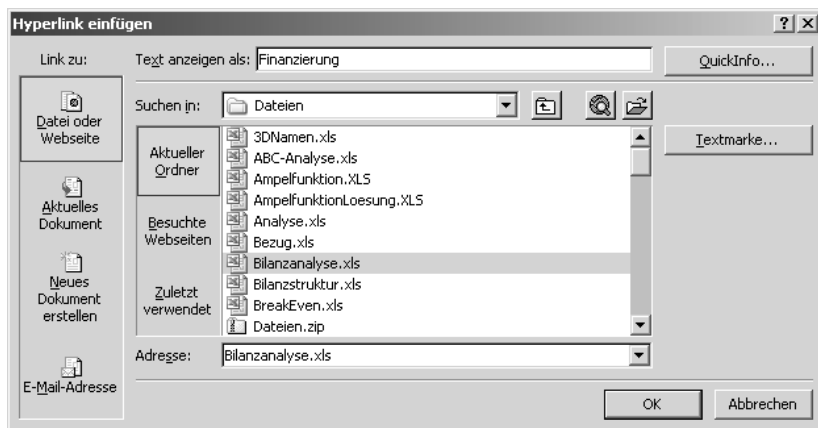 Hyperlink einfügen
Link zu:
Text anzeigen als: Finanzierung
QuickInfo...
Datei oder
Webseite
Suchen in: Dateien
Textmarke...
Aktueller
Ordner
Besuchte
Webseiten
Zuletzt
verwendet
3DNamen.xls
ABC-Analyse.xls
Ampelfunktion.XLS
AmpelfunktionLoesung.XLS
Analyse.xls
Bezug.xls
Bilanzanalyse.xls
Bilanzstruktur.xls
BreakEven.xls
Dateien.zip
Aktuelles
Dokument
Neues
Dokument
erstellen
E-Mail-Adresse
Adresse: Bilanzanalyse.xls
OK
Abbrechen